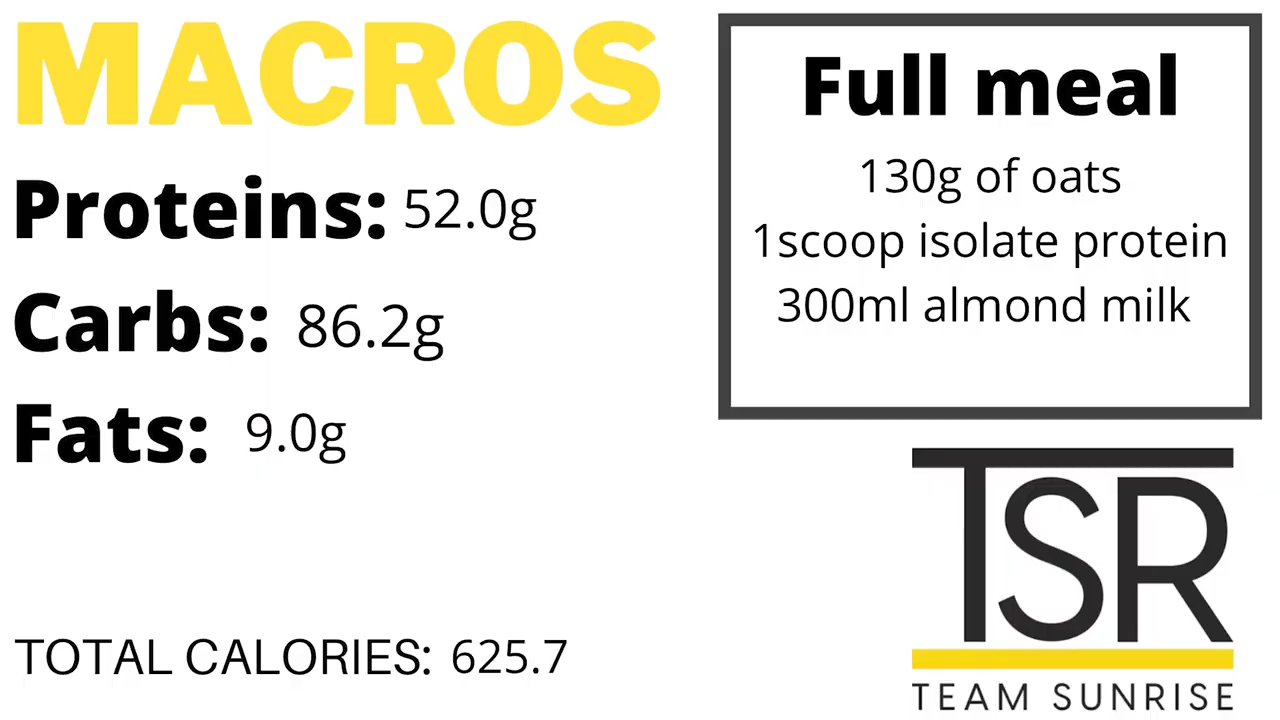 MACROS
Proteins: 52.0g
Carbs: 86.2g
Fats: 9.0g
TOTAL CALORIES: 625.7
Full meal
130g of oats
1scoop isolate protein
300ml almond milk
TSR
TEAM SUNRISE